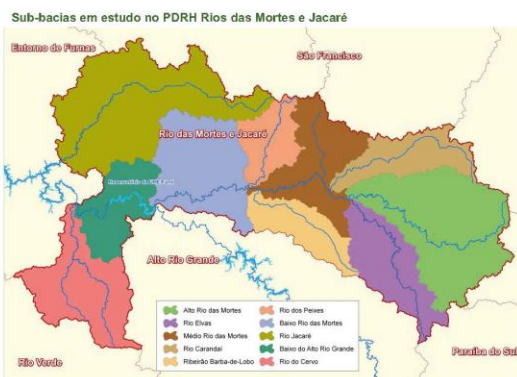 Sub-bacias em estudo no PDRH Rios das Mortes e Jacaré
Entorno de Furnas
São Francisco
Rio das Mortes e Jacaré
Alto Rio Grande
Rio Verde
Paraíba do Sul
Alto Rio das Mortes
Rio Elvas
Médio Rio das Mortes
Rio Carandaí
Ribeirão Barba-de-Lobo
Rio dos Peixes
Baixo Rio das Mortes
Rio Jacaré
Baixo do Alto Rio Grande
Rio do Cervo